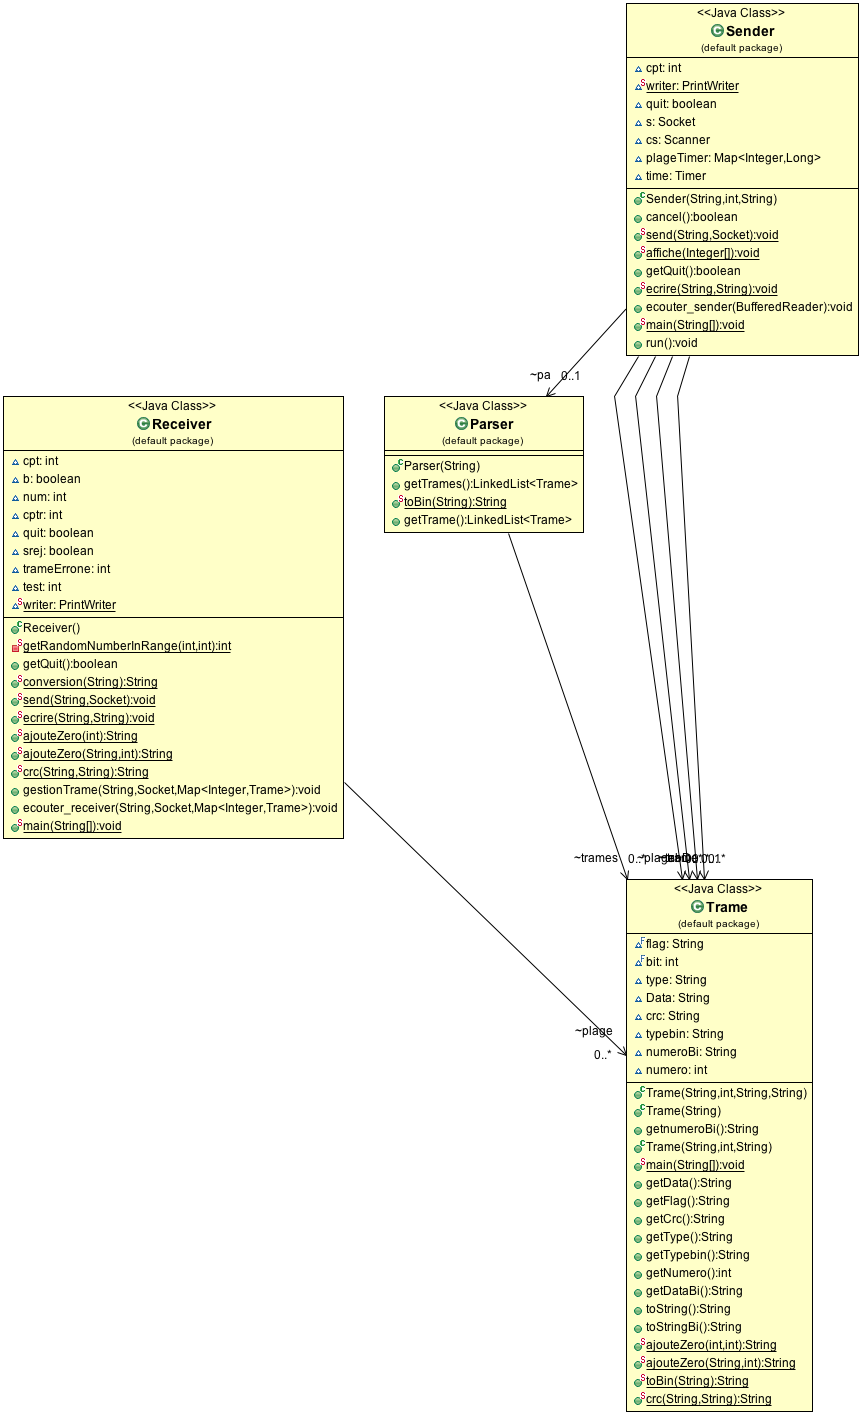 <<Java Class>>
Sender
(default package)
cpt: int
writer: PrintWriter
quit: boolean
s: Socket
cs: Scanner
plageTimer: Map<Integer,Long>
time: Timer
Sender(String,int,String)
cancel():boolean
send(String,Socket):void
affiche(Integer[]):void
getQuit():boolean
ecrire(String,String):void
ecouter_sender(BufferedReader):void
main(String[]):void
run():void
~pa 0..1
<<Java Class>>
Receiver
(default package)
cpt: int
b: boolean
num: int
cptr: int
quit: boolean
srej: boolean
trameErrone: int
test: int
writer: PrintWriter
Receiver()
getRandomNumberInRange(int,int):int
getQuit():boolean
conversion(String):String
send(String,Socket):void
ecrire(String,String):void
ajouteZero(int):String
ajouteZero(String,int):String
crc(String,String):String
gestionTrame(String,Socket,Map<Integer,Trame>):void
ecouter_receiver(String,Socket,Map<Integer,Trame>):void
main(String[]):void
<<Java Class>>
Parser
(default package)
Parser(String)
getTrames():LinkedList<Trame>
toBin(String):String
getTrame():LinkedList<Trame>
~trames 0..*
~plage
0..*
<<Java Class>>
Trame
(default package)
flag: String
bit: int
type: String
Data: String
crc: String
typebin: String
numeroBi: String
numero: int
Trame(String,int,String,String)
Trame(String)
getnumeroBi():String
Trame(String,int,String)
main(String[]):void
getData():String
getFlag():String
getCrc():String
getType():String
getTypebin():String
getNumero():int
getDataBi():String
toString():String
toStringBi():String
ajouteZero(int,int):String
ajouteZero(String,int):String
toBin(String):String
crc(String,String):String